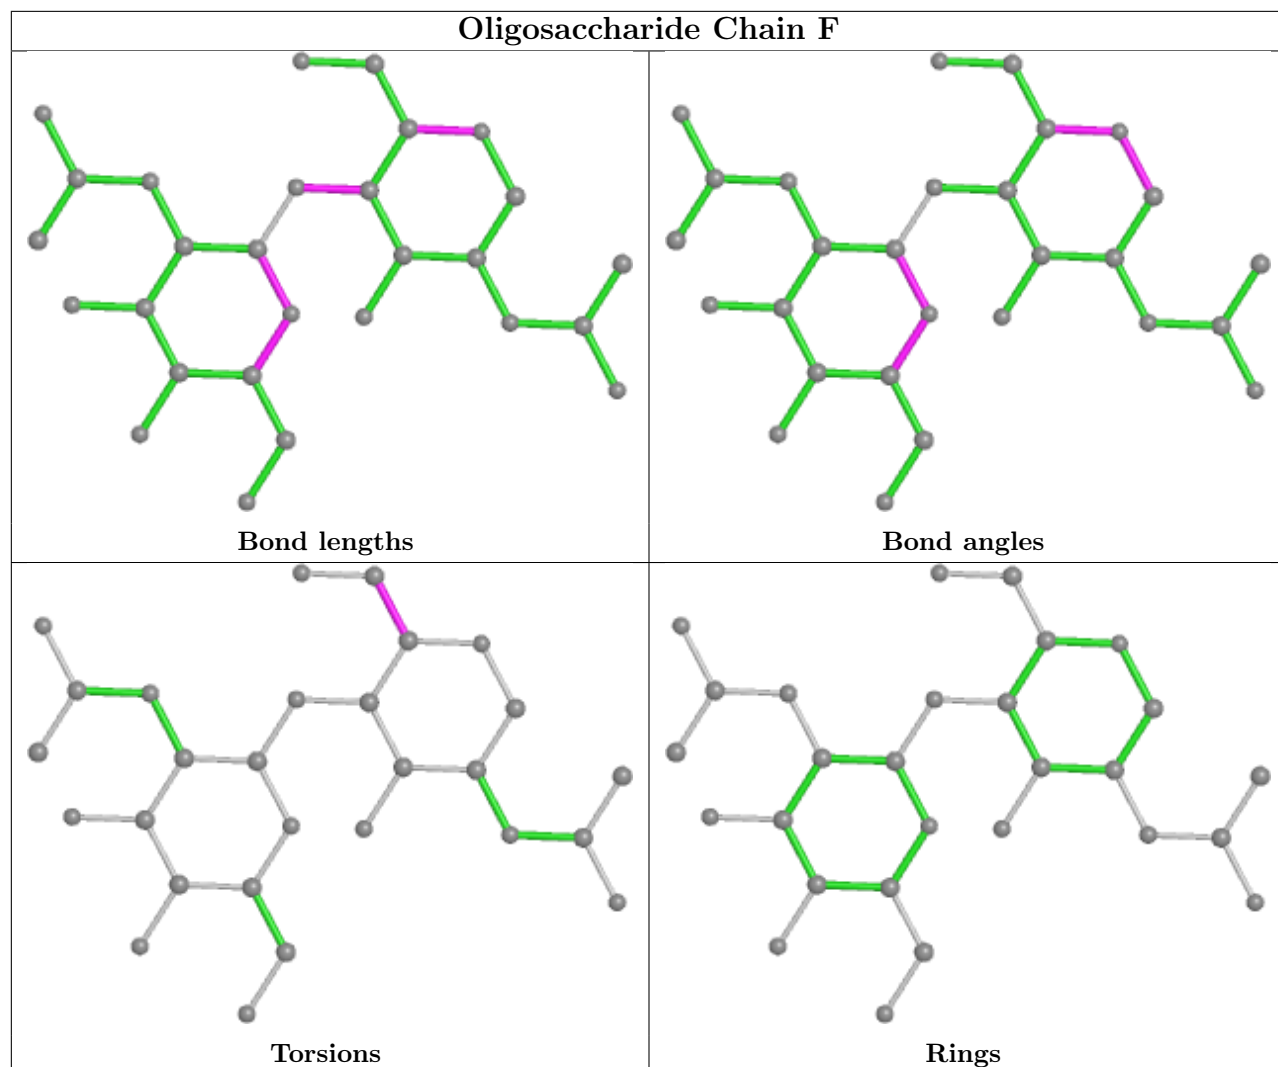 Oligosaccharide Chain F
Bond lengths
Bond angles
Torsions
Rings